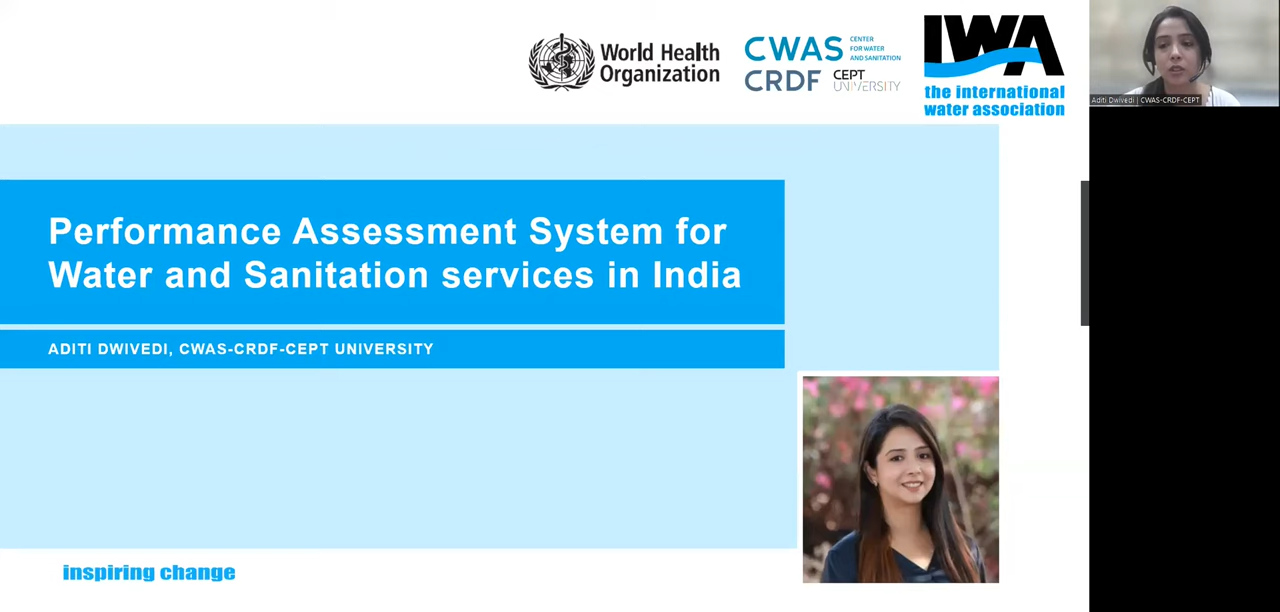 World Health
Organization
CWAS
CENTER
FOR WATER
AND SANITATION
CRDF
CEPT
UNIVERSITY
IWA
the international
water association
Aditi Dwivedi | CWAS-CRDF-CEPT
Performance Assessment System for
Water and Sanitation services in India
ADITI DWIVEDI, CWAS-CRDF-CEPT UNIVERSITY
inspiring change